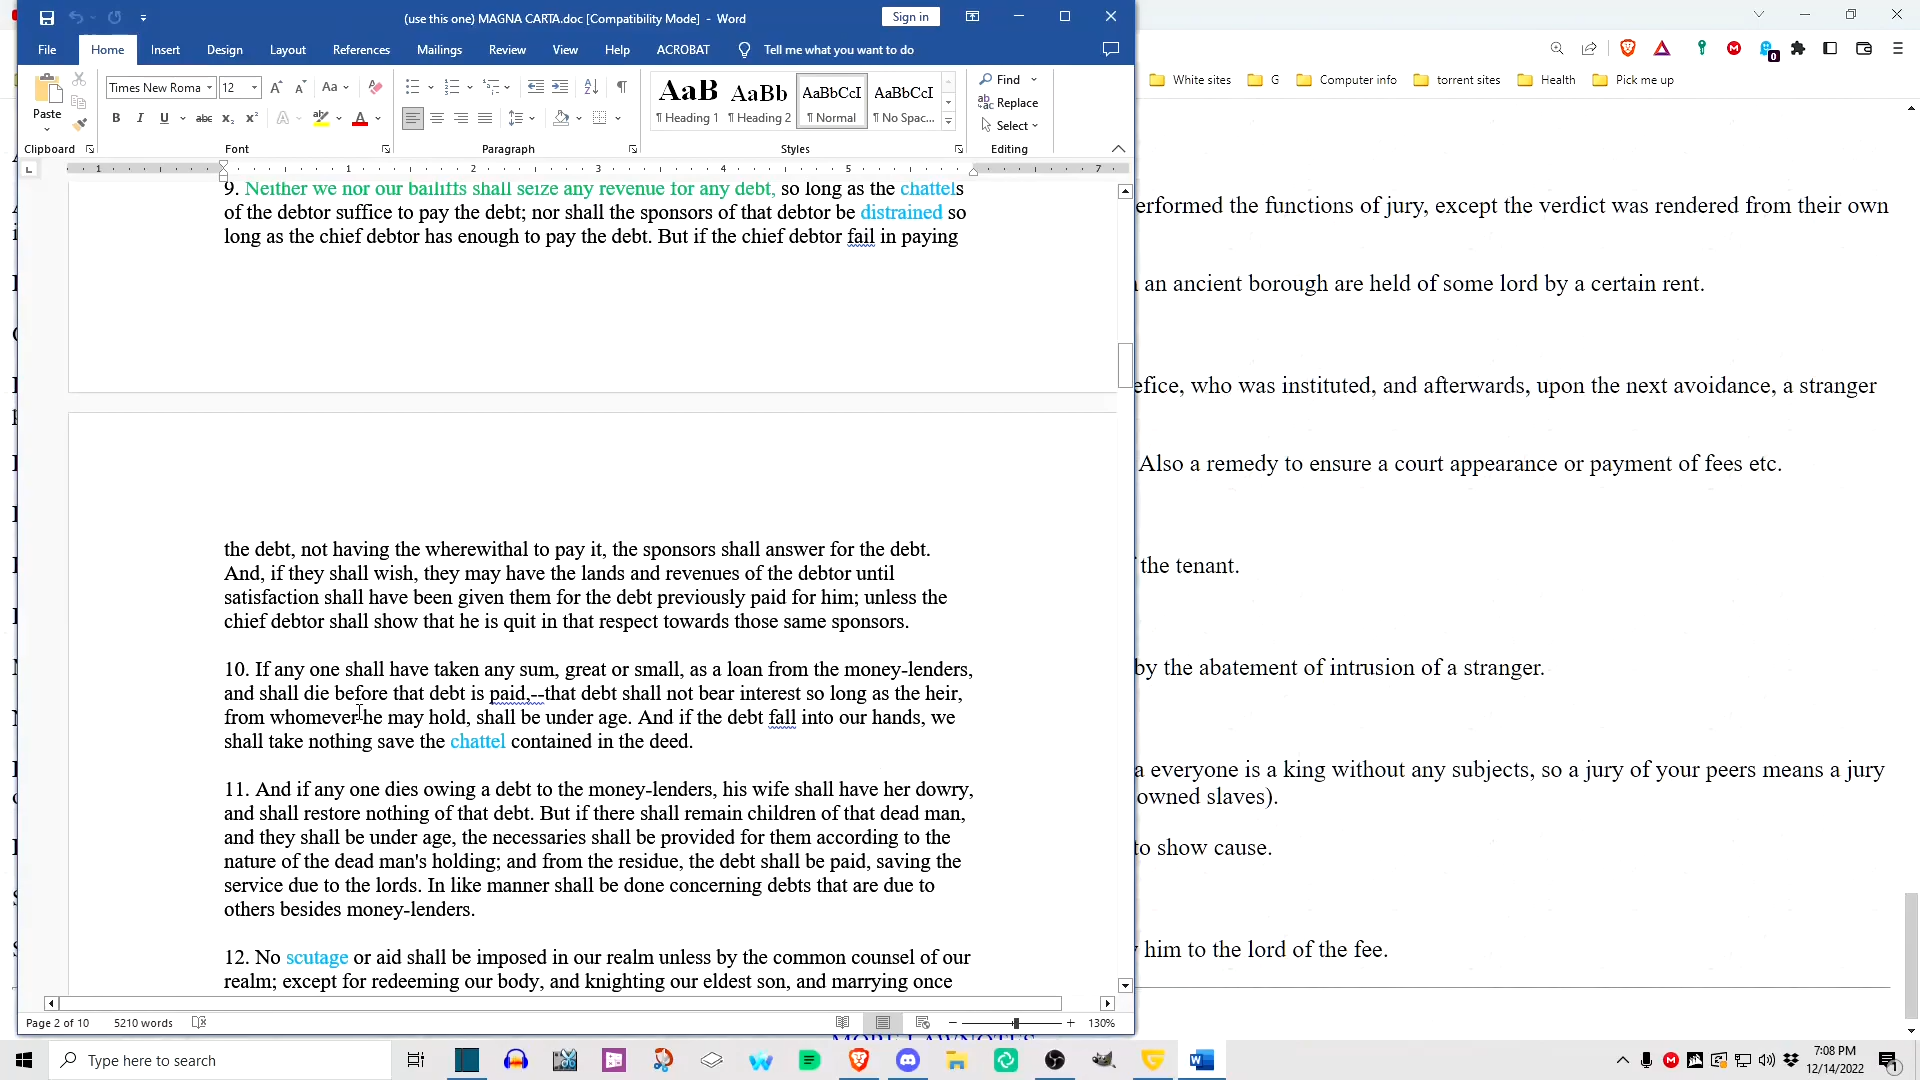 (use this one) MAGNA CARTA.doc [Compatibility Mode] - Word
Sign in
File Home Insert Design Layout References Mailings Review View Help ACROBAT Tell me what you want to do
Paste
Times New Roma 12
Aa
B I U abc x₂ x² A A
AaB AaBb AaBbCcI AaBbCcI
¶ Heading 1 ¶ Heading 2 ¶ Normal ¶ No Spac...
Find
Replace
Select
Clipboard Font Paragraph Styles Editing
White sites G Computer info torrent sites Health Pick me up
1 1 2 3 4 5 7
9. Neither we nor our bailiffs shall seize any revenue for any debt, so long as the chattels
of the debtor suffice to pay the debt; nor shall the sponsors of that debtor be distrained so
long as the chief debtor has enough to pay the debt. But if the chief debtor fail in paying
the debt, not having the wherewithal to pay it, the sponsors shall answer for the debt.
And, if they shall wish, they may have the lands and revenues of the debtor until
satisfaction shall have been given them for the debt previously paid for him; unless the
chief debtor shall show that he is quit in that respect towards those same sponsors.
10. If any one shall have taken any sum, great or small, as a loan from the money-lenders,
and shall die before that debt is paid,--that debt shall not bear interest so long as the heir,
from whomever he may hold, shall be under age. And if the debt fall into our hands, we
shall take nothing save the chattel contained in the deed.
11. And if any one dies owing a debt to the money-lenders, his wife shall have her dowry,
and shall restore nothing of that debt. But if there shall remain children of that dead man,
and they shall be under age, the necessaries shall be provided for them according to the
nature of the dead man's holding; and from the residue, the debt shall be paid, saving the
service due to the lords. In like manner shall be done concerning debts that are due to
others besides money-lenders.
12. No scutage or aid shall be imposed in our realm unless by the common counsel of our
realm; except for redeeming our body, and knighting our eldest son, and marrying once
Page 2 of 10 5210 words
130%
erformed the functions of jury, except the verdict was rendered from their own
an ancient borough are held of some lord by a certain rent.
efice, who was instituted, and afterwards, upon the next avoidance, a stranger
Also a remedy to ensure a court appearance or payment of fees etc.
the tenant.
by the abatement of intrusion of a stranger.
a everyone is a king without any subjects, so a jury of your peers means a jury
owned slaves).
to show cause.
him to the lord of the fee.
MORE LAWNOTES
Type here to search
7:08 PM
12/14/2022